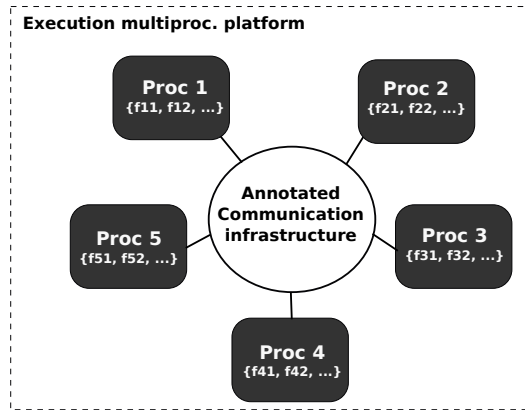 Execution multiproc. platform
Proc 1
{f11, f12, ...}
Proc 2
{f21, f22, ...}
Annotated
Communication
infrastructure
Proc 5
{f51, f52, ...}
Proc 3
{f31, f32, ...}
Proc 4
{f41, f42, ...}